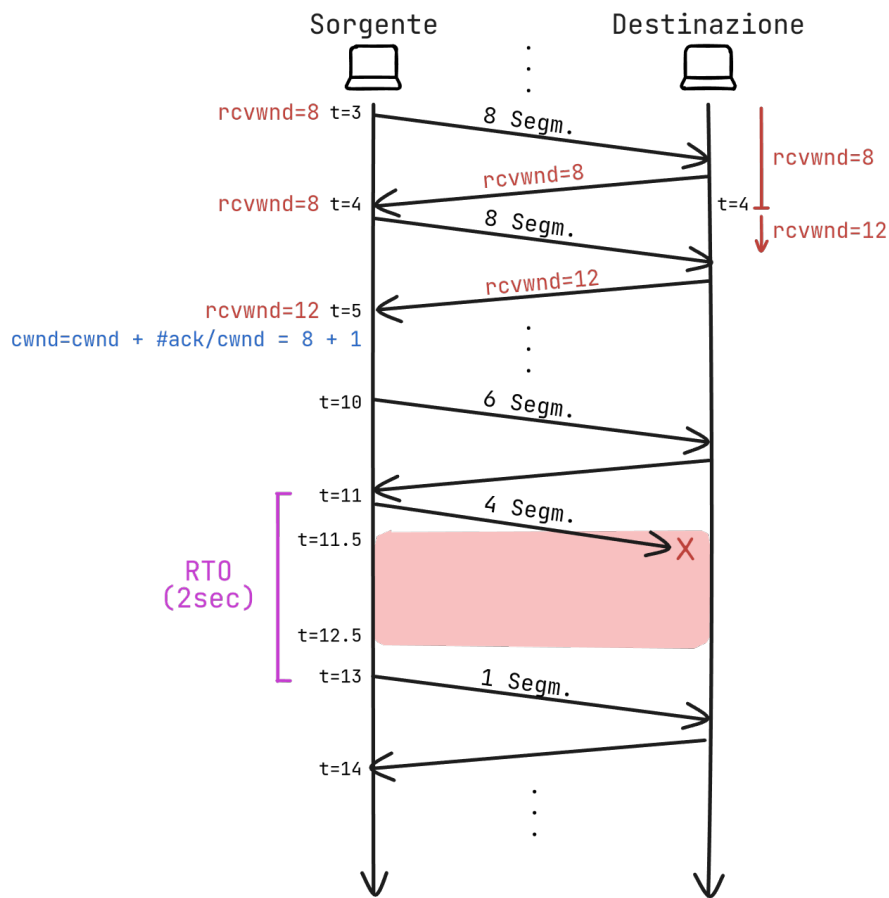 Sorgente
Destinazione
rcvwnd=8 t=3
8 Segm.
rcvwnd=8
rcvwnd=8
rcvwnd=8 t=4
t=4
8 Segm.
rcvwnd=12
rcvwnd=12
rcvwnd=12 t=5
cwnd=cwnd + #ack/cwnd = 8 + 1
t=10
6 Segm.
t=11
4 Segm.
t=11.5
X
RTO
(2sec)
t=12.5
t=13
1 Segm.
t=14